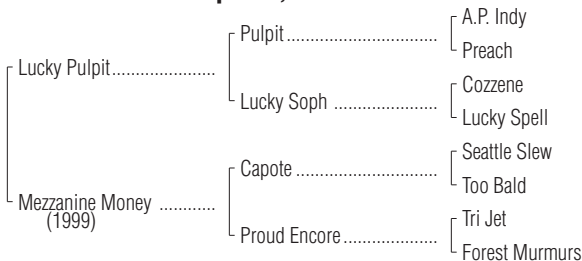 A.P. Indy
Pulpit
Preach
Lucky Pulpit
Cozzene
Lucky Soph
Lucky Spell
Seattle Slew
Capote
Too Bald
Mezzanine Money
(1999)
Tri Jet
Proud Encore
Forest Murmurs